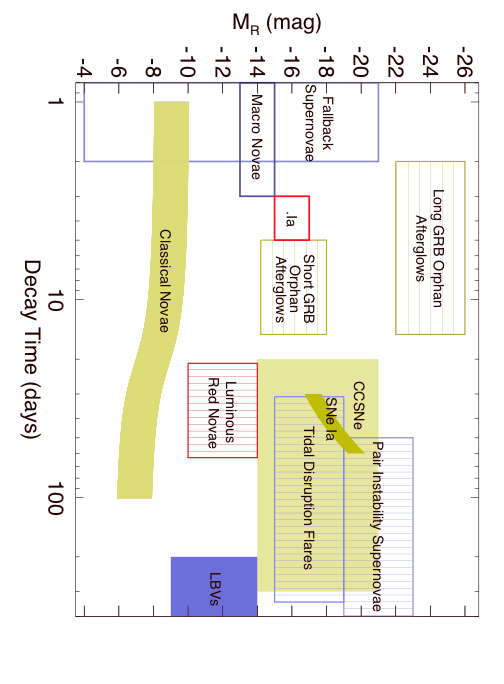 M_R (mag)
-4
-6
-8
-10
-12
-14
-16
-18
-20
-22
-24
-26
1
10
100
Decay Time (days)
Fallback
Supernovae
Macro Novae
.Ia
Short GRB
Orphan
Afterglows
Long GRB Orphan
Afterglows
Classical Novae
Luminous
Red Novae
CCSNe
SNe Ia
Tidal Disruption Flares
Pair Instability Supernovae
LBVs